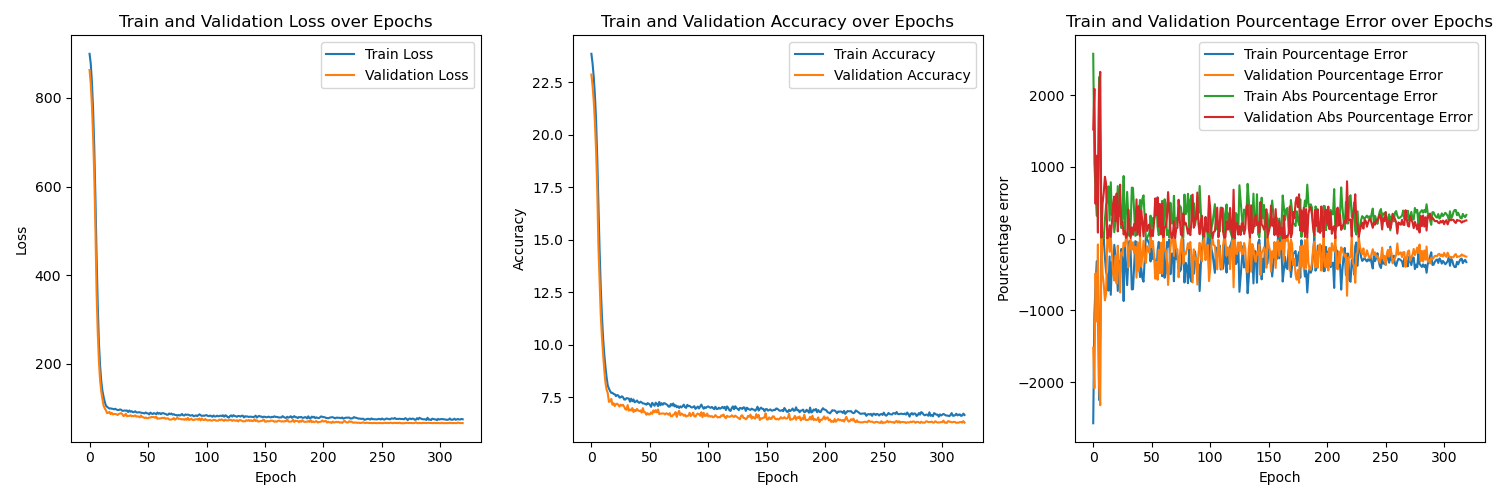 Train and Validation Loss over Epochs
Train Loss
Validation Loss
800
600
400
200
Loss
0 50 100 150 200 250 300
Epoch
Train and Validation Accuracy over Epochs
Train Accuracy
Validation Accuracy
22.5
20.0
17.5
15.0
12.5
10.0
7.5
Accuracy
0 50 100 150 200 250 300
Epoch
Train and Validation Pourcentage Error over Epochs
Train Pourcentage Error
Validation Pourcentage Error
Train Abs Pourcentage Error
Validation Abs Pourcentage Error
2000
1000
0
−1000
−2000
Pourcentage error
0 50 100 150 200 250 300
Epoch